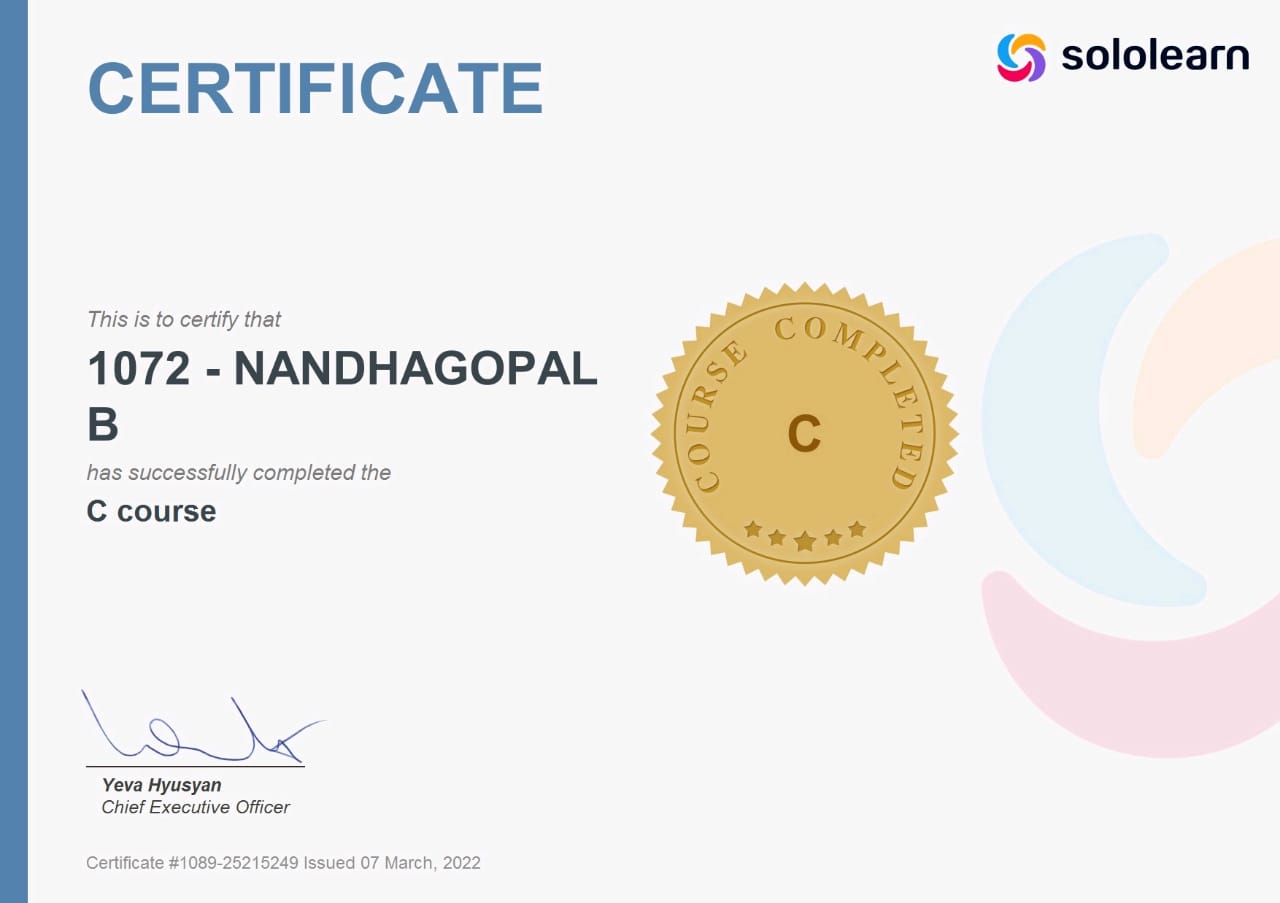 sololearn
CERTIFICATE
This is to certify that
1072 - NANDHAGOPAL
B
has successfully completed the
C course
COURSE COMPLETED
C
Yeva Hyusyan
Chief Executive Officer
Certificate #1089-25215249 Issued 07 March, 2022